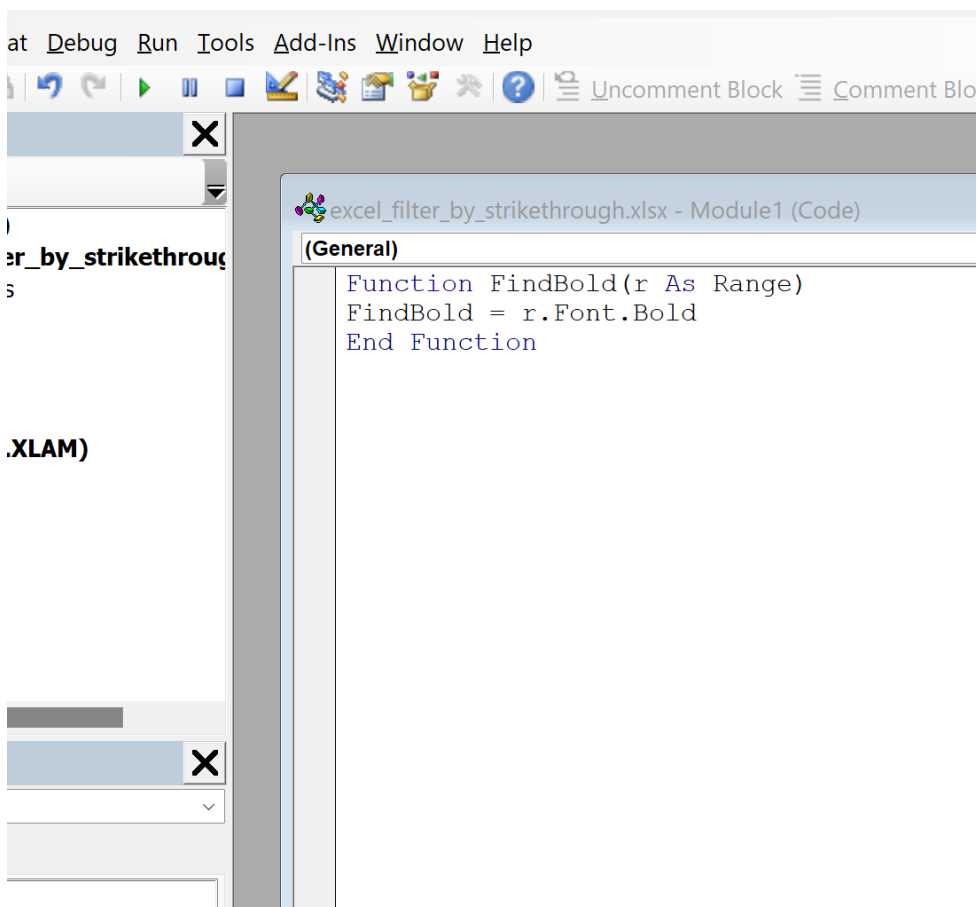 at Debug Run Tools Add-Ins Window Help
Uncomment Block Comment Blo
)
er_by_strikethroug
s
.XLAM)
excel_filter_by_strikethrough.xlsx - Module1 (Code)
(General)
Function FindBold(r As Range)
FindBold = r.Font.Bold
End Function